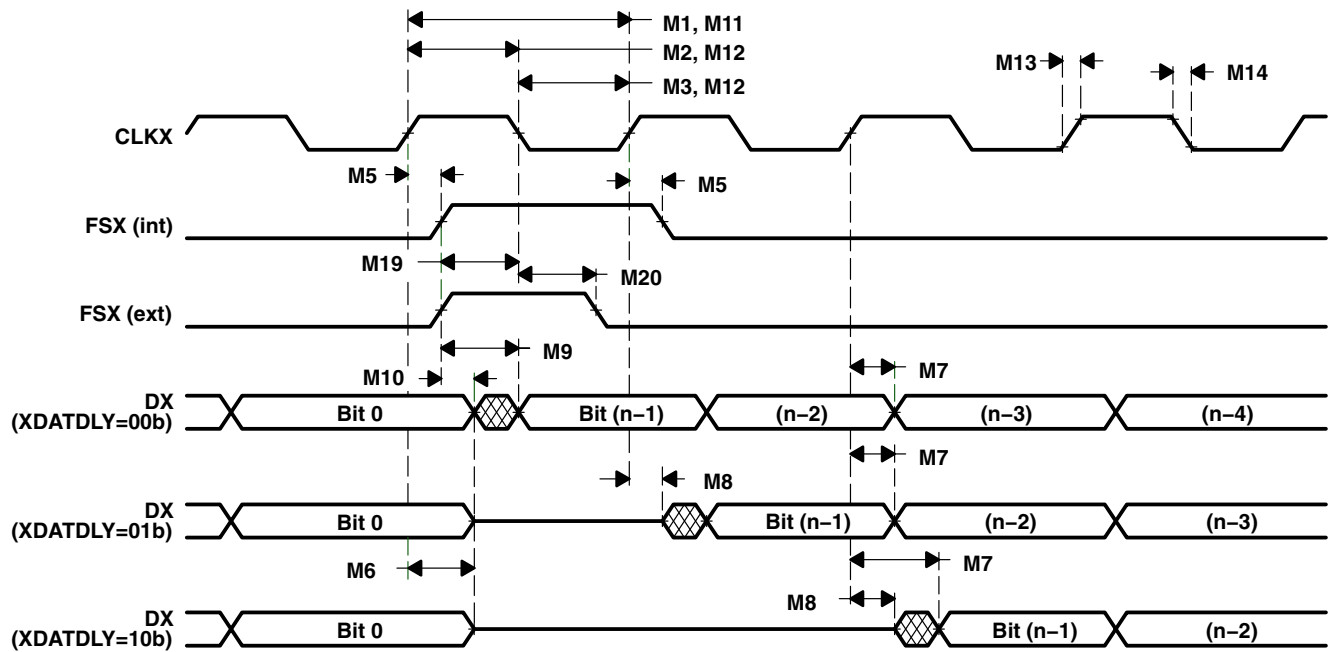 M1, M11
M2, M12
M3, M12
M13
M14
CLKX
M5
M5
FSX (int)
M19
M20
FSX (ext)
M9
M10
M7
DX
(XDATDLY=00b)
Bit 0
Bit (n−1)
(n−2)
(n−3)
(n−4)
M7
M8
DX
(XDATDLY=01b)
Bit 0
Bit (n−1)
(n−2)
(n−3)
M6
M7
M8
DX
(XDATDLY=10b)
Bit 0
Bit (n−1)
(n−2)